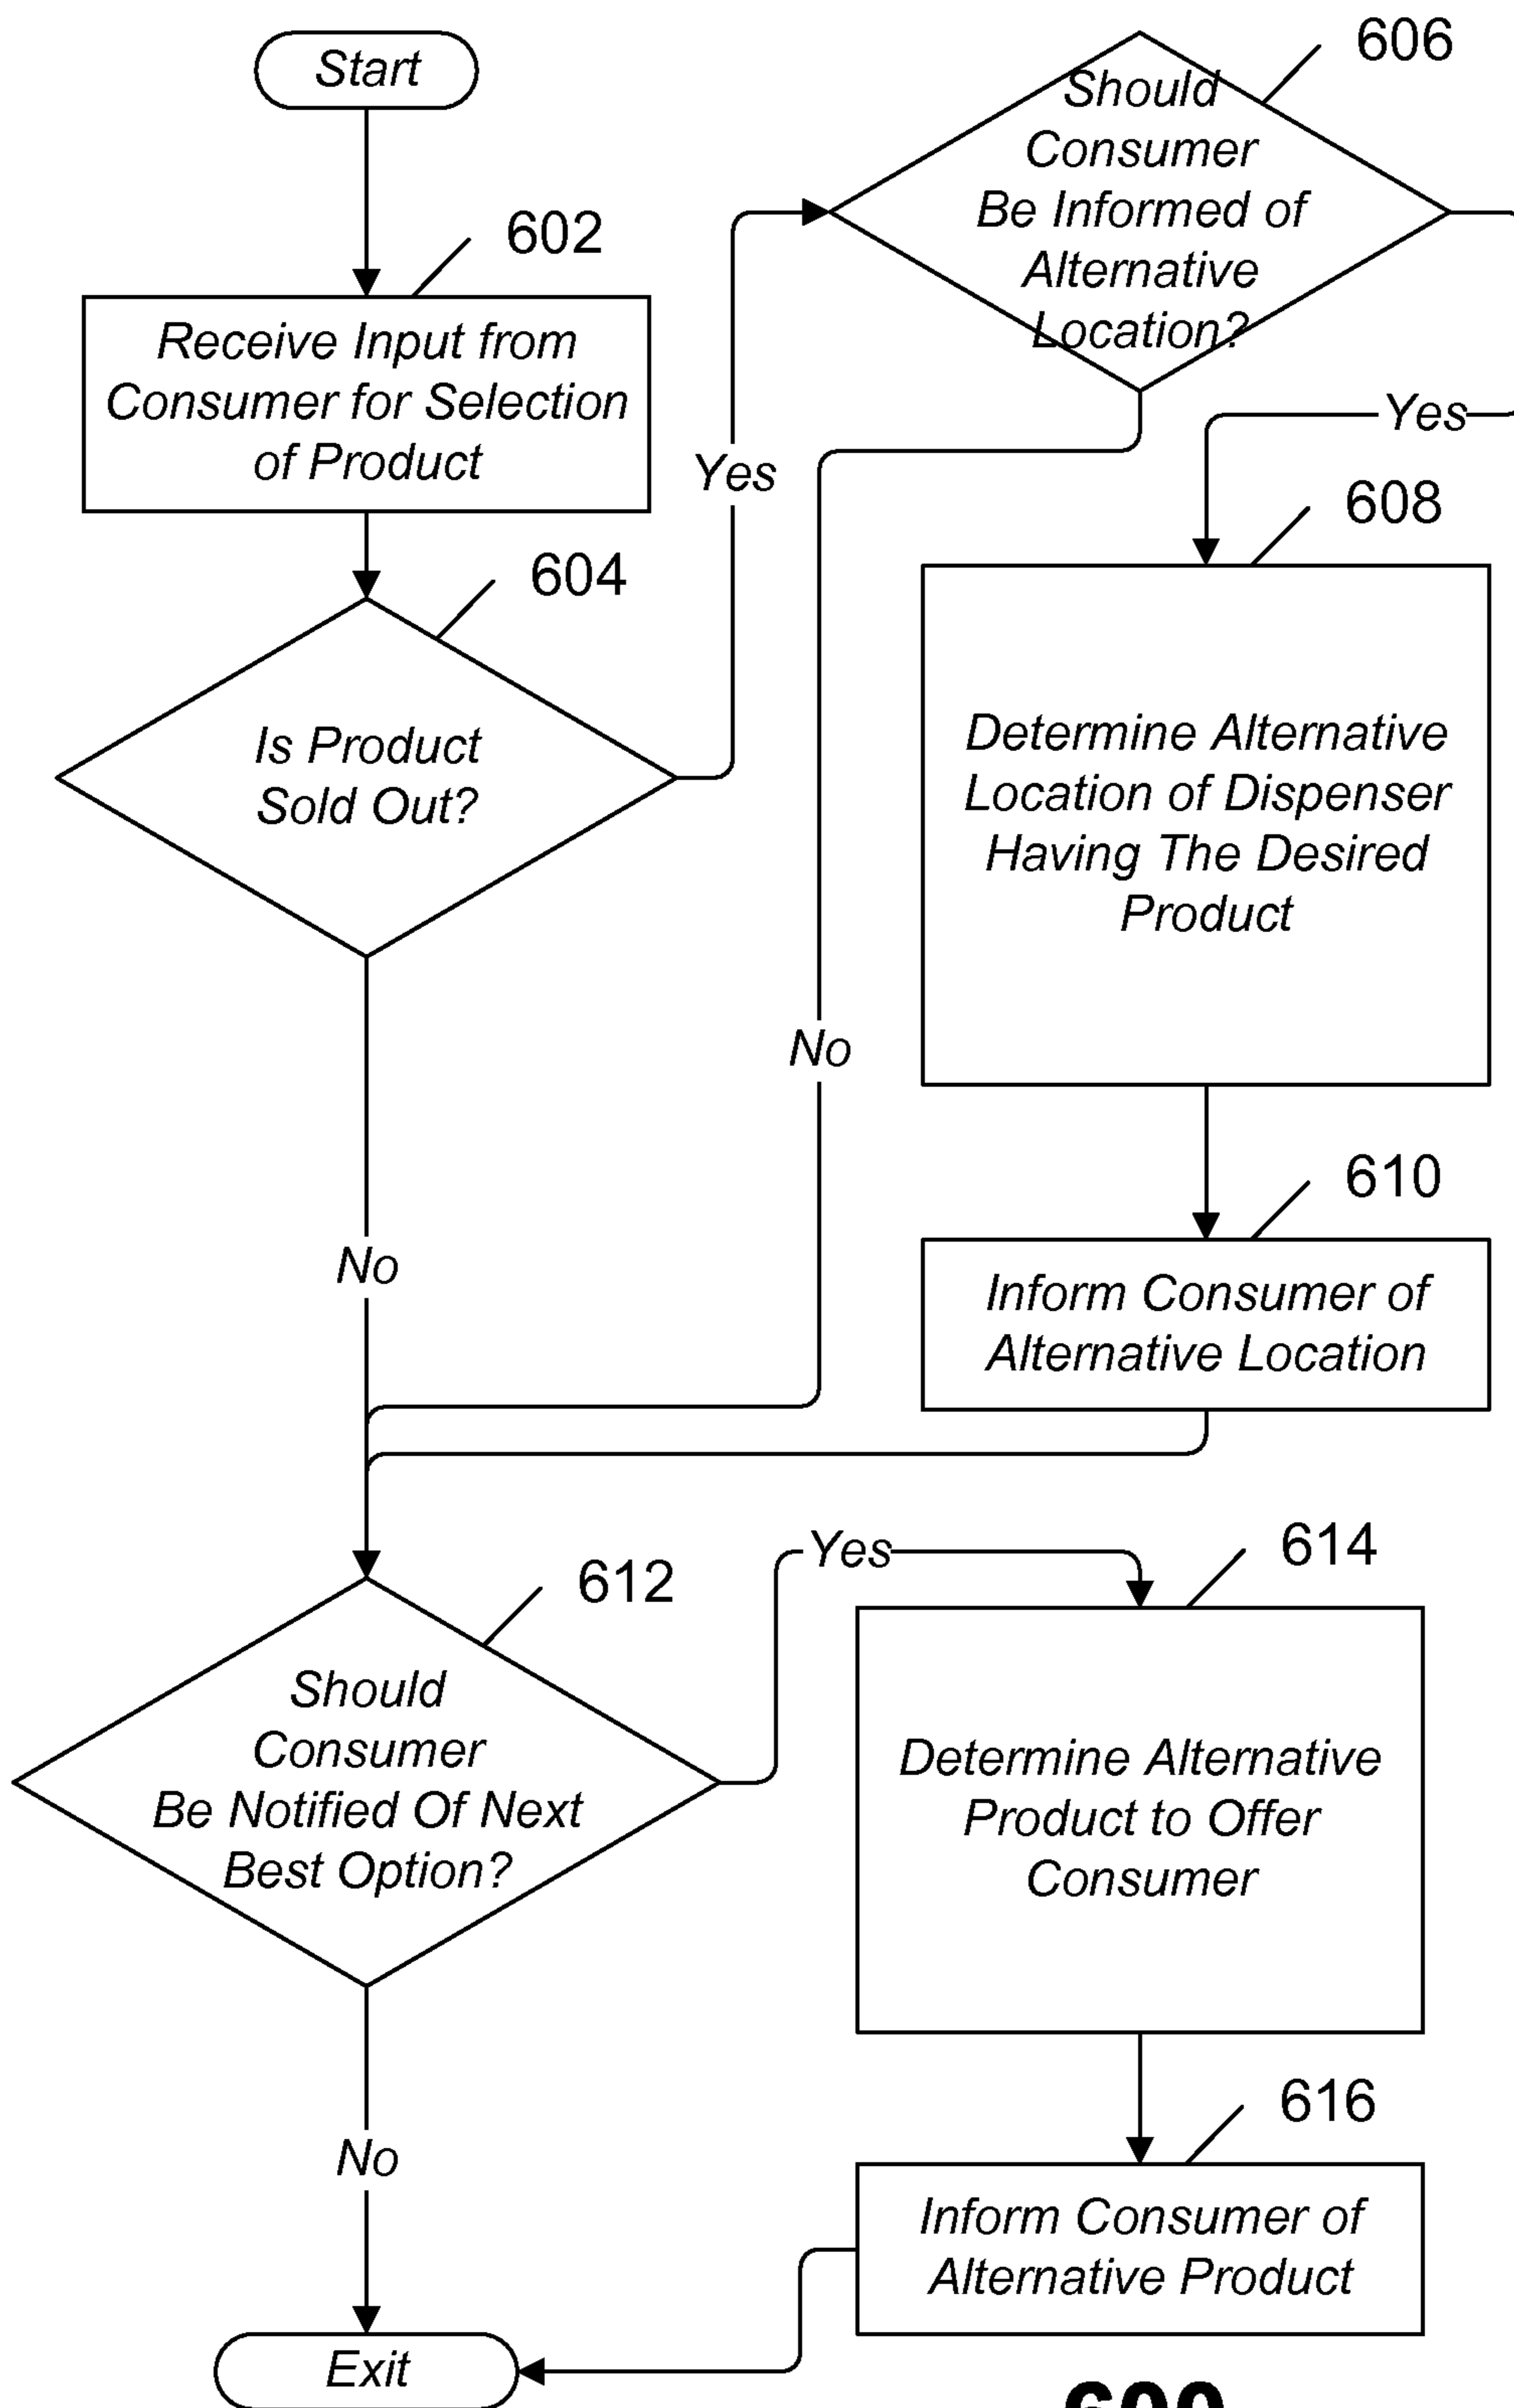 Start
602
Receive Input from
Consumer for Selection
of Product
604
Is Product
Sold Out?
Yes
No
606
Should
Consumer
Be Informed of
Alternative
Location?
Yes
No
608
Determine Alternative
Location of Dispenser
Having The Desired
Product
610
Inform Consumer of
Alternative Location
612
Should
Consumer
Be Notified Of Next
Best Option?
Yes
No
614
Determine Alternative
Product to Offer
Consumer
616
Inform Consumer of
Alternative Product
Exit